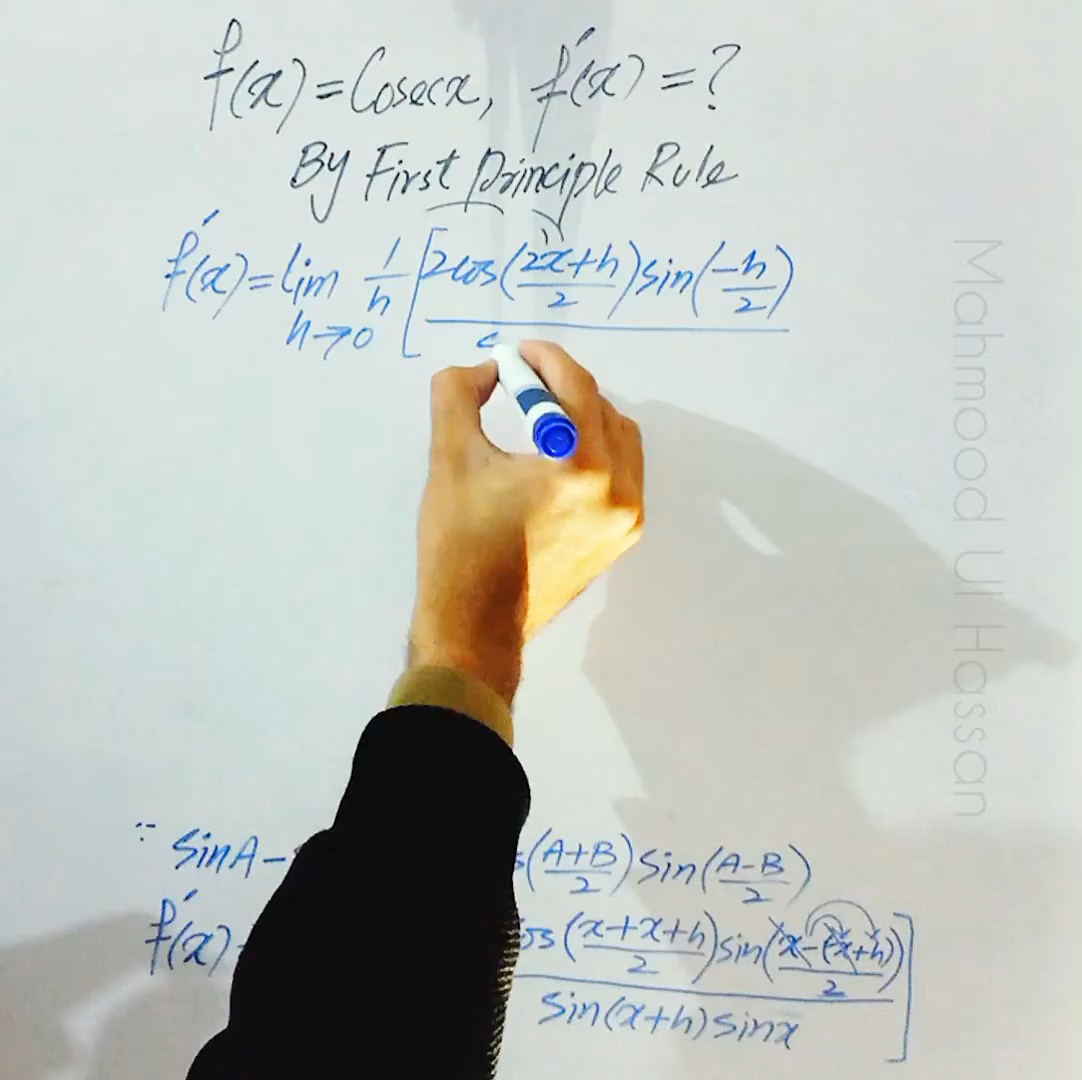 f(x) = Cosecx, f'(x) = ?
By First Principle Rule
f'(x) = lim h→0 1/h [2cos((2x+h)/2) sin(-h/2)
∵ SinA - s((A+B)/2) Sin((A-B)/2)
f'(x) os((x+x+h)/2) sin((x-(x+h))/2)]
Sin(x+h) sinx
Mahmood Ul Hassan